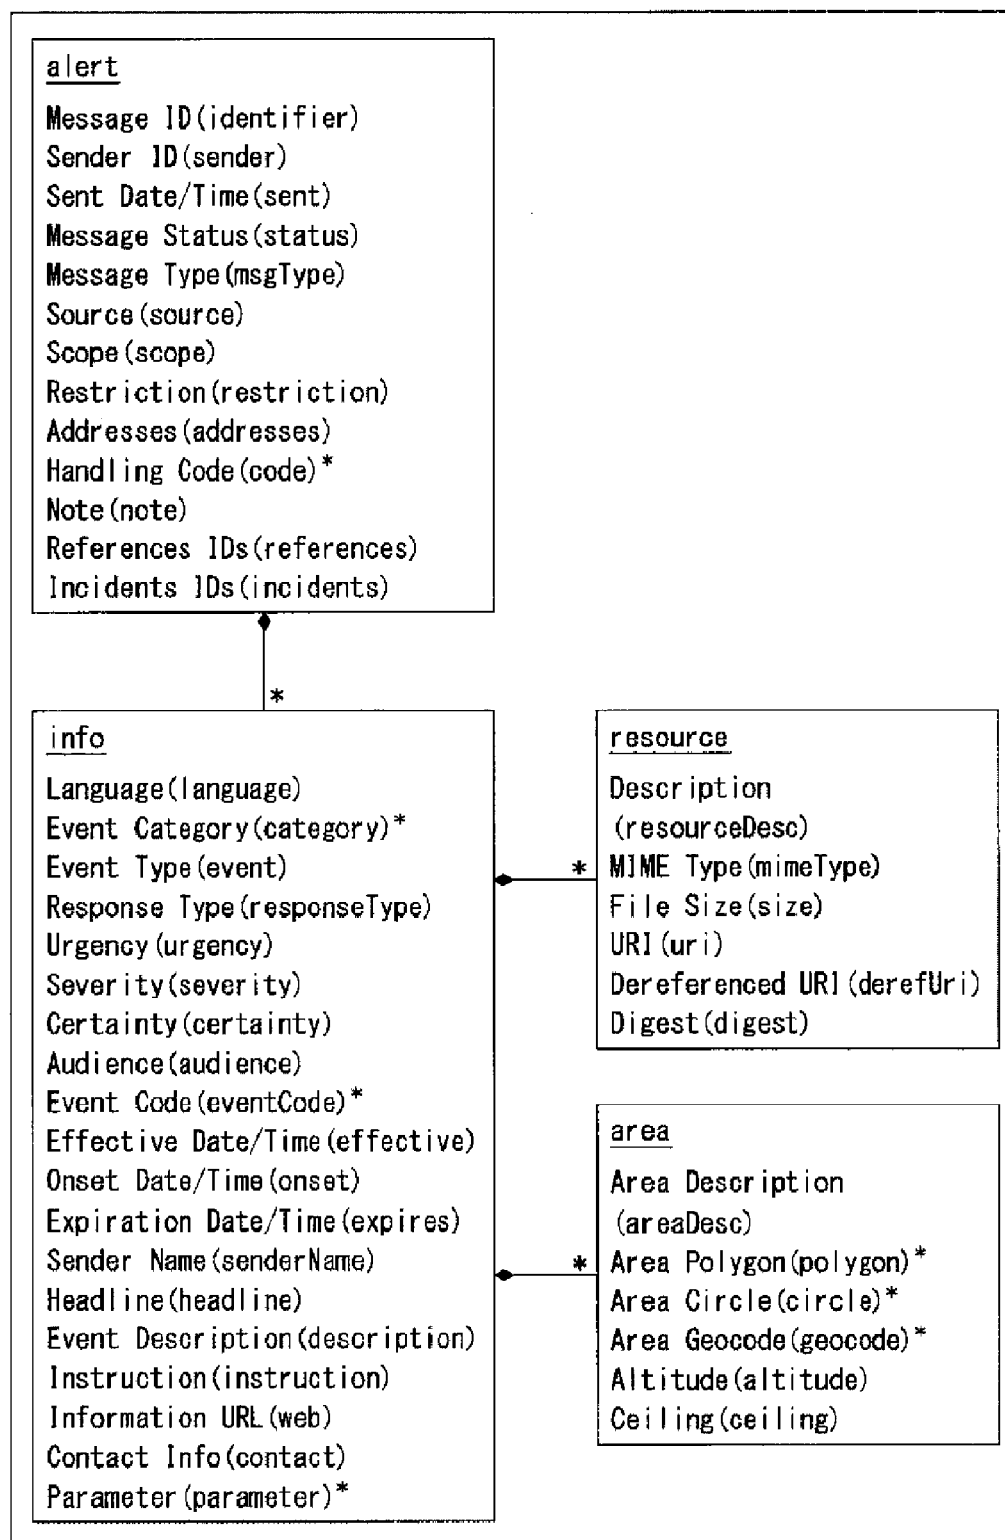 alert
Message ID(identifier)
Sender ID(sender)
Sent Date/Time(sent)
Message Status(status)
Message Type(msgType)
Source(source)
Scope(scope)
Restriction(restriction)
Addresses(addresses)
Handling Code(code)*
Note(note)
References IDs(references)
Incidents IDs(incidents)
*
info
Language(language)
Event Category(category)*
Event Type(event)
Response Type(responseType)
Urgency(urgency)
Severity(severity)
Certainty(certainty)
Audience(audience)
Event Code(eventCode)*
Effective Date/Time(effective)
Onset Date/Time(onset)
Expiration Date/Time(expires)
Sender Name(senderName)
Headline(headline)
Event Description(description)
Instruction(instruction)
Information URL(web)
Contact Info(contact)
Parameter(parameter)*
*
resource
Description
(resourceDesc)
MIME Type(mimeType)
File Size(size)
URI(uri)
Dereferenced URI(derefUri)
Digest(digest)
*
area
Area Description
(areaDesc)
Area Polygon(polygon)*
Area Circle(circle)*
Area Geocode(geocode)*
Altitude(altitude)
Ceiling(ceiling)